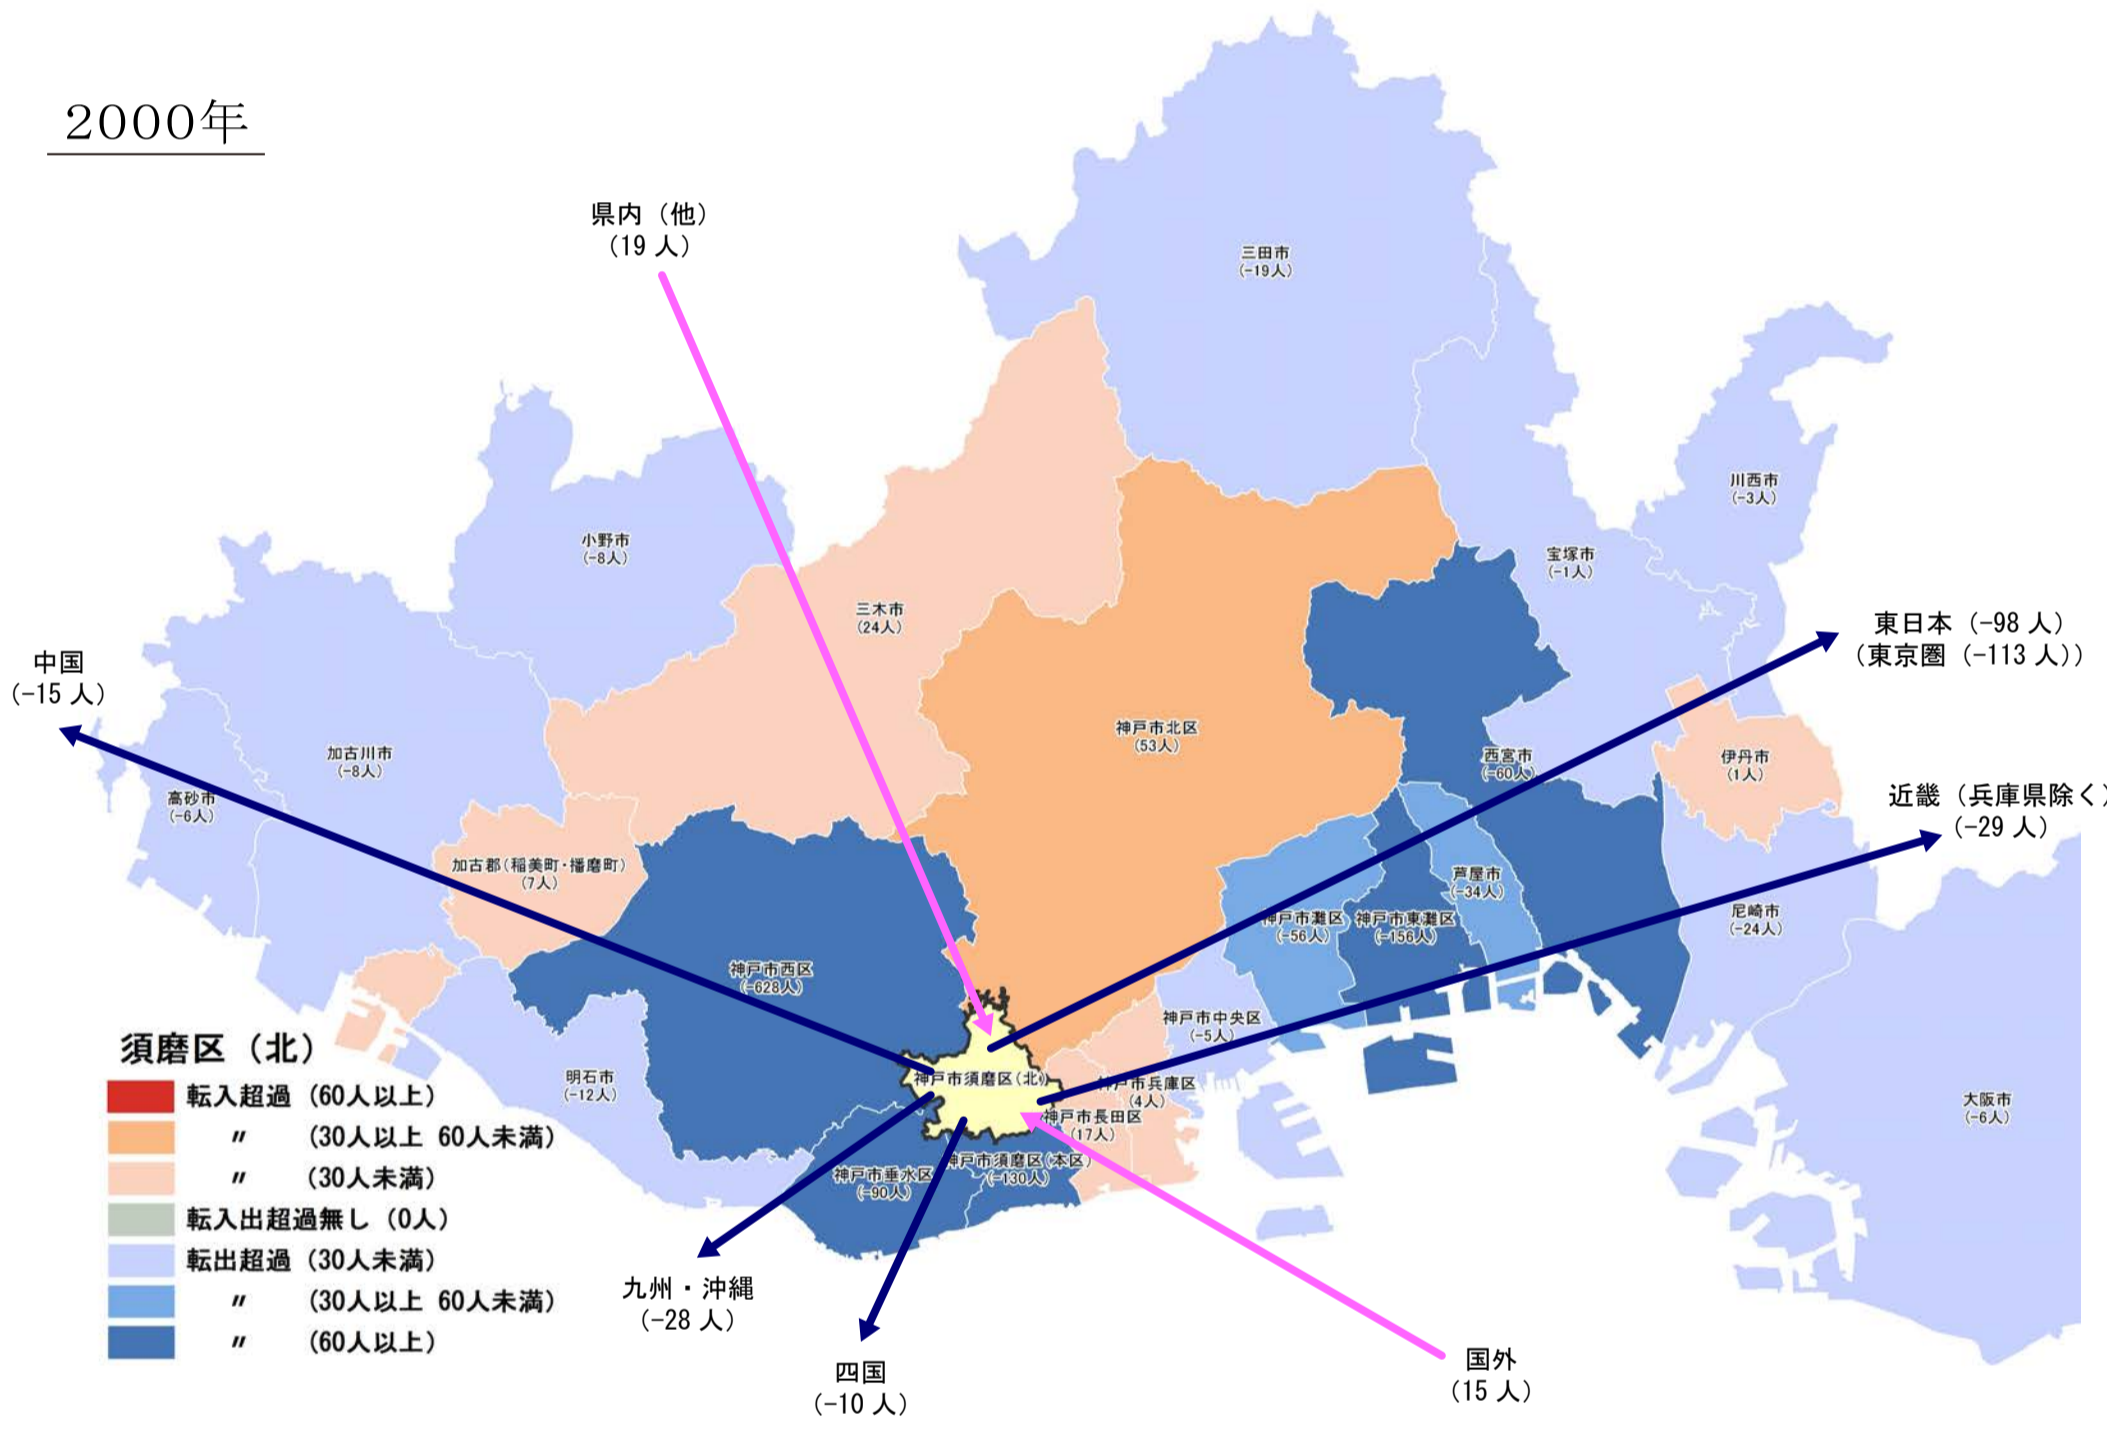 2000年
県内（他）
(19 人)
三田市
(-19人)
川西市
(-3人)
小野市
(-8人)
宝塚市
(-1人)
三木市
(24人)
東日本（-98 人）
（東京圏（-113 人））
中国
(-15 人)
神戸市北区
(53人)
加古川市
(-8人)
西宮市
(-60人)
伊丹市
(1人)
高砂市
(-6人)
近畿（兵庫県除く）
(-29 人)
加古郡（稲美町・播磨町）
(7人)
芦屋市
(-34人)
神戸市灘区
(-56人)
神戸市東灘区
(-156人)
尼崎市
(-24人)
神戸市西区
(-628人)
神戸市中央区
(-5人)
神戸市須磨区（北）
神戸市兵庫区
(4人)
明石市
(-12人)
神戸市長田区
(17人)
大阪市
(-6人)
神戸市須磨区（本区）
(-130人)
神戸市垂水区
(-90人)
須磨区（北）
転入超過（60人以上）
〃 （30人以上 60人未満）
〃 （30人未満）
転入出超過無し（0人）
転出超過（30人未満）
〃 （30人以上 60人未満）
〃 （60人以上）
九州・沖縄
(-28 人)
四国
(-10 人)
国外
(15 人)